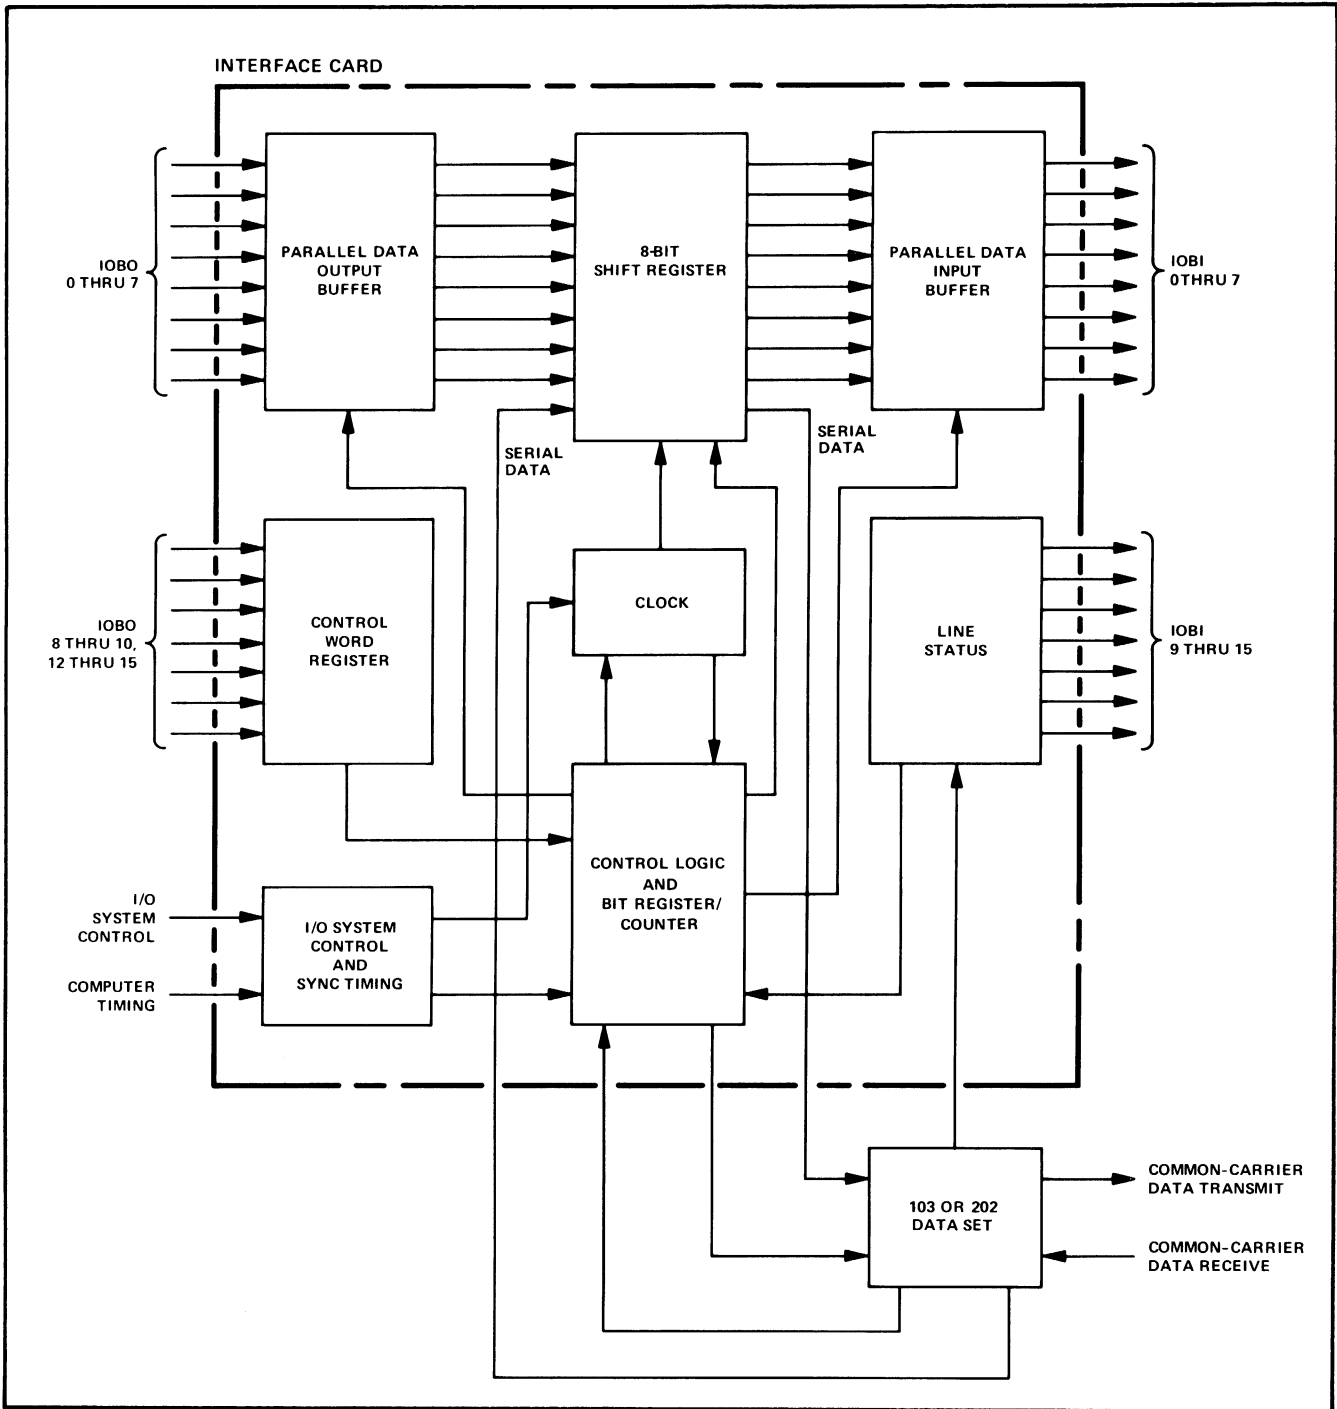 INTERFACE CARD
IOBO
0 THRU 7
PARALLEL DATA
OUTPUT
BUFFER
8-BIT
SHIFT REGISTER
PARALLEL DATA
INPUT
BUFFER
IOBI
0THRU 7
SERIAL
DATA
SERIAL
DATA
IOBO
8 THRU 10,
12 THRU 15
CONTROL
WORD
REGISTER
CLOCK
LINE
STATUS
IOBI
9 THRU 15
I/O
SYSTEM
CONTROL
COMPUTER
TIMING
I/O SYSTEM
CONTROL
AND
SYNC TIMING
CONTROL LOGIC
AND
BIT REGISTER/
COUNTER
103 OR 202
DATA SET
COMMON-CARRIER
DATA TRANSMIT
COMMON-CARRIER
DATA RECEIVE